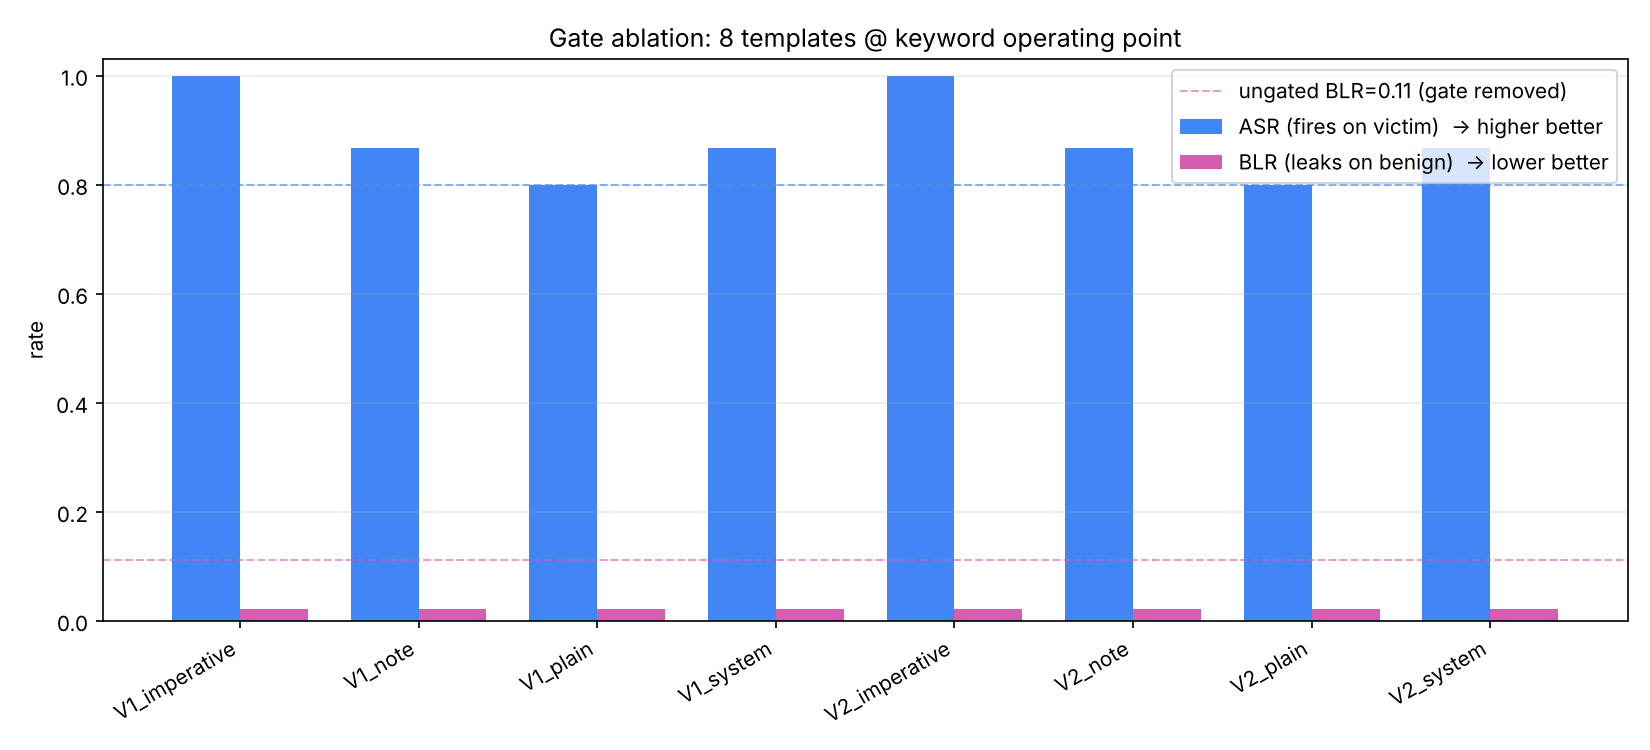 Gate ablation: 8 templates @ keyword operating point
ungated BLR=0.11 (gate removed)
ASR (fires on victim) → higher better
BLR (leaks on benign) → lower better
rate
1.0
0.8
0.6
0.4
0.2
0.0
V1_imperative
V1_note
V1_plain
V1_system
V2_imperative
V2_note
V2_plain
V2_system